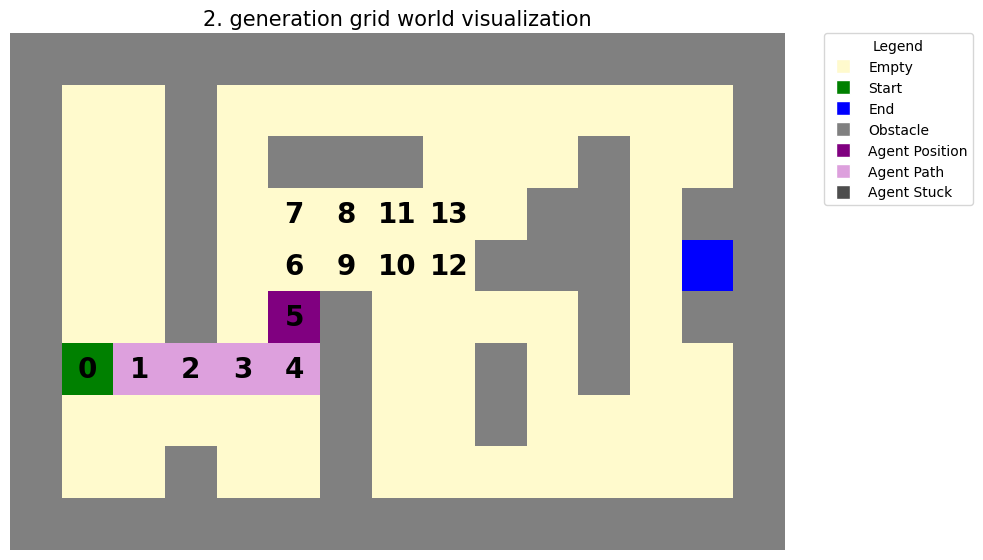 2. generation grid world visualization
Legend
Empty
Start
End
Obstacle
Agent Position
Agent Path
Agent Stuck
7 8 11 13
6 9 10 12
5
0 1 2 3 4